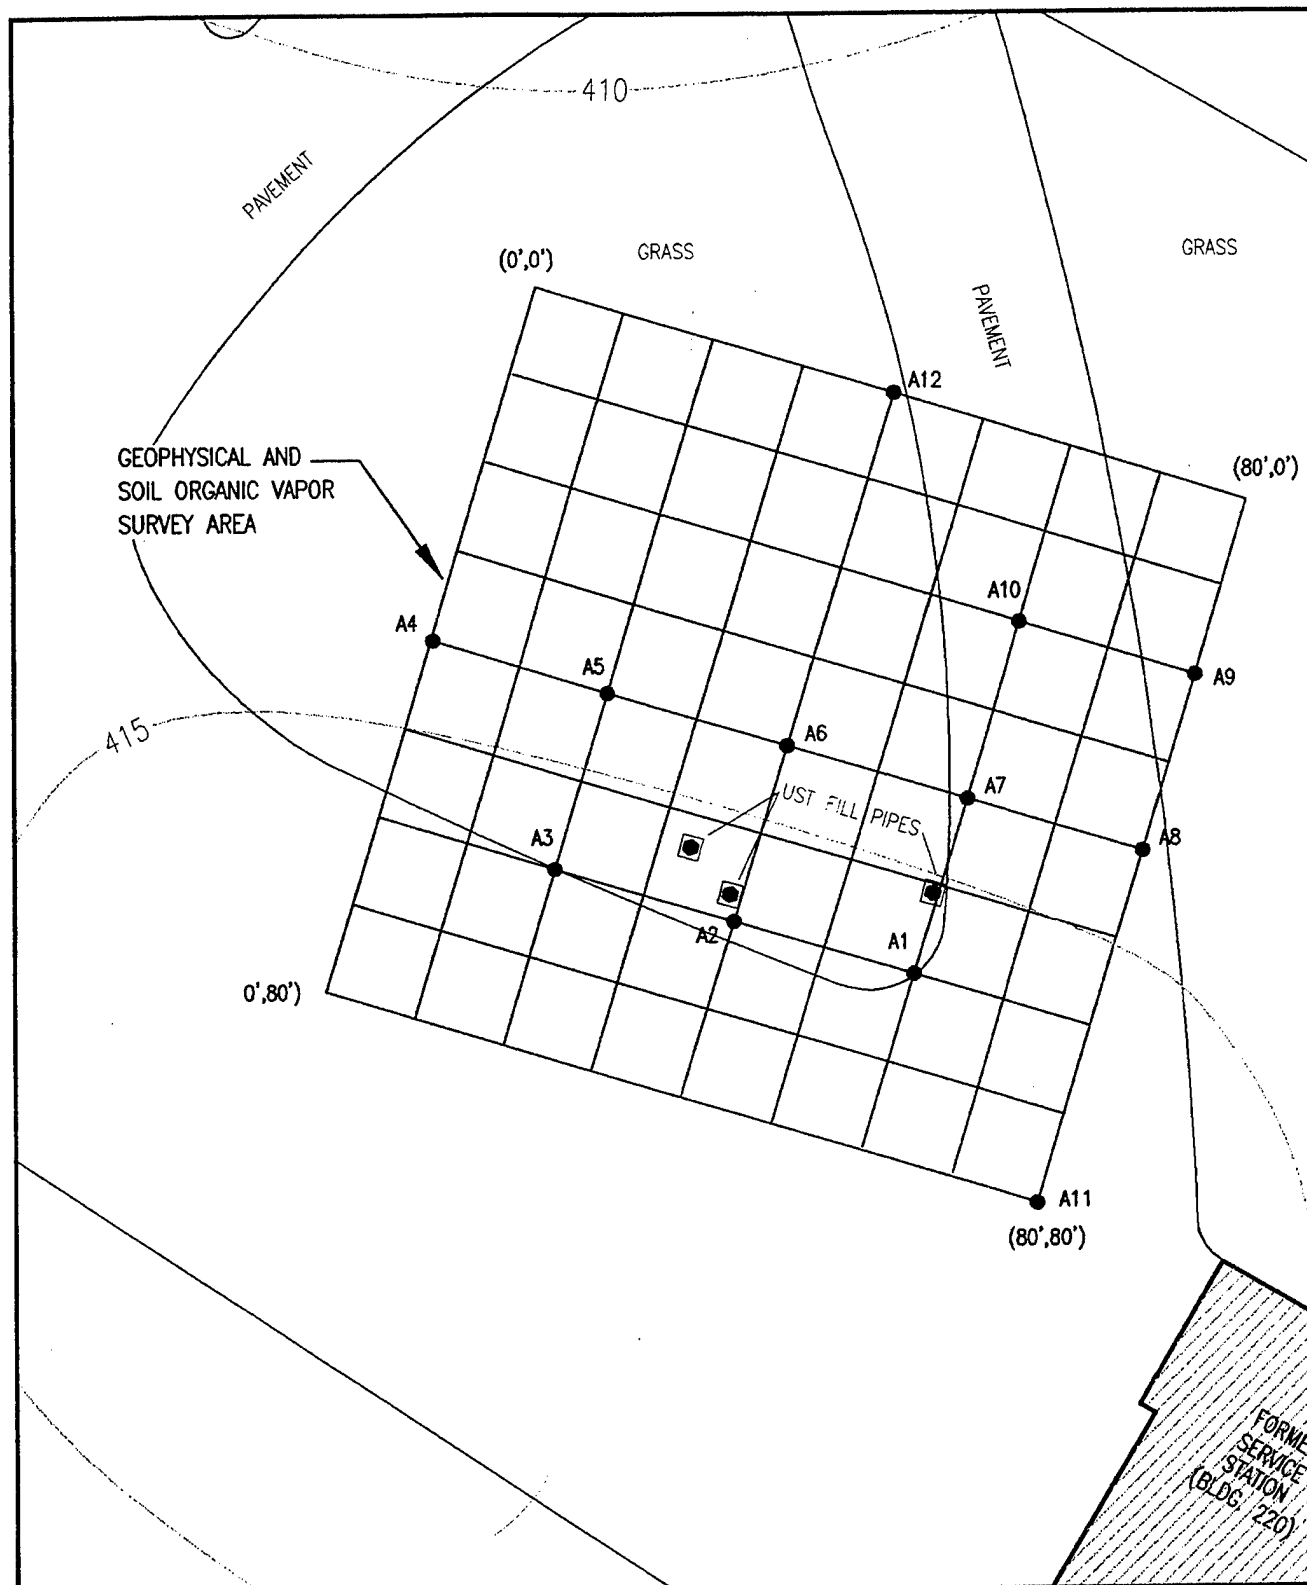 410
PAVEMENT
GRASS
GRASS
(0',0')
PAVEMENT
A12
(80',0')
GEOPHYSICAL AND
SOIL ORGANIC VAPOR
SURVEY AREA
A10
A4
A5
A9
415
A6
A7
UST FILL PIPES
A3
A8
A2
A1
0',80')
A11
(80',80')
FORME
SERVICE
STATION
(BLDG. 220)